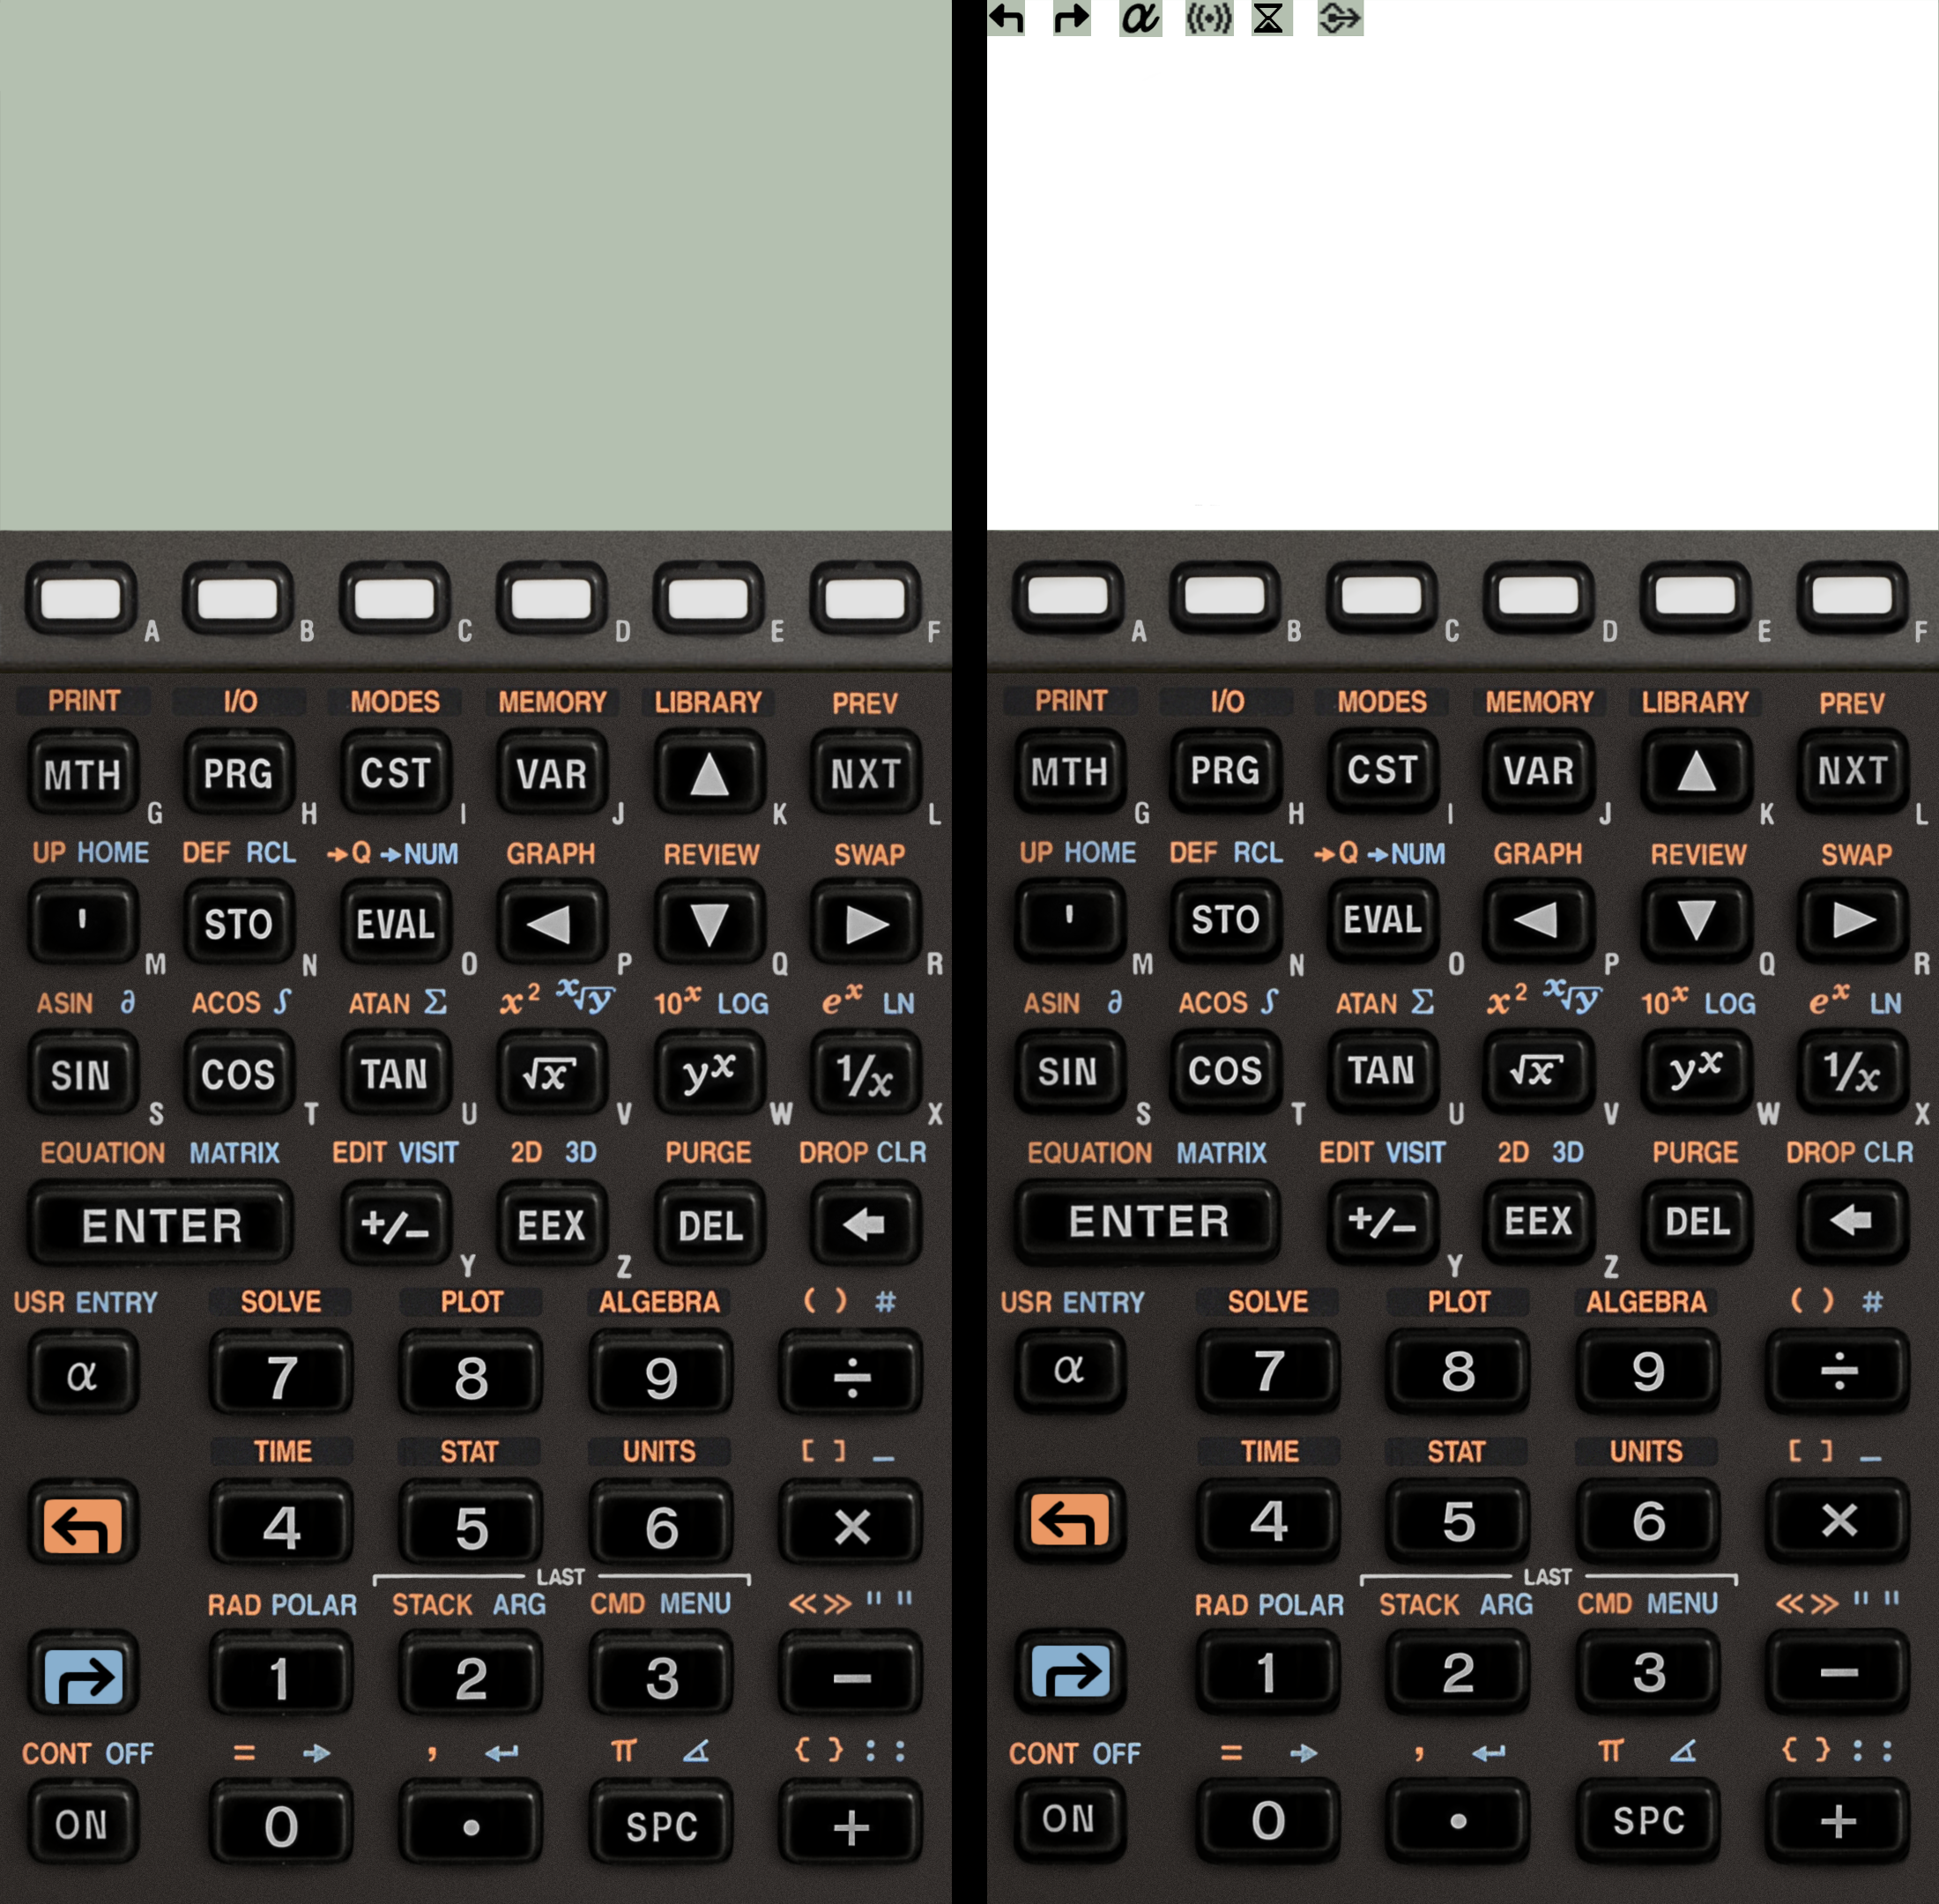 α
A B C D E F
PRINT I/O MODES MEMORY LIBRARY PREV
MTH PRG CST VAR ▲ NXT
G H I J K L
UP HOME DEF RCL →Q →NUM GRAPH REVIEW SWAP
' STO EVAL ◀ ▼ ▶
M N O P Q R
ASIN ∂ ACOS ∫ ATAN Σ x² ˣ√y 10ˣ LOG eˣ LN
SIN COS TAN √x yˣ 1/x
S T U V W X
EQUATION MATRIX EDIT VISIT 2D 3D PURGE DROP CLR
ENTER +/− EEX DEL ←
Y Z
USR ENTRY SOLVE PLOT ALGEBRA ( ) #
α 7 8 9 ÷
TIME STAT UNITS [ ] _
4 5 6 ×
LAST
RAD POLAR STACK ARG CMD MENU ≪≫ " "
1 2 3 −
CONT OFF = → , ↵ π ∡ { } : :
ON 0 . SPC +
A B C D E F
PRINT I/O MODES MEMORY LIBRARY PREV
MTH PRG CST VAR ▲ NXT
G H I J K L
UP HOME DEF RCL →Q →NUM GRAPH REVIEW SWAP
' STO EVAL ◀ ▼ ▶
M N O P Q R
ASIN ∂ ACOS ∫ ATAN Σ x² ˣ√y 10ˣ LOG eˣ LN
SIN COS TAN √x yˣ 1/x
S T U V W X
EQUATION MATRIX EDIT VISIT 2D 3D PURGE DROP CLR
ENTER +/− EEX DEL ←
Y Z
USR ENTRY SOLVE PLOT ALGEBRA ( ) #
α 7 8 9 ÷
TIME STAT UNITS [ ] _
4 5 6 ×
LAST
RAD POLAR STACK ARG CMD MENU ≪≫ " "
1 2 3 −
CONT OFF = → , ↵ π ∡ { } : :
ON 0 . SPC +